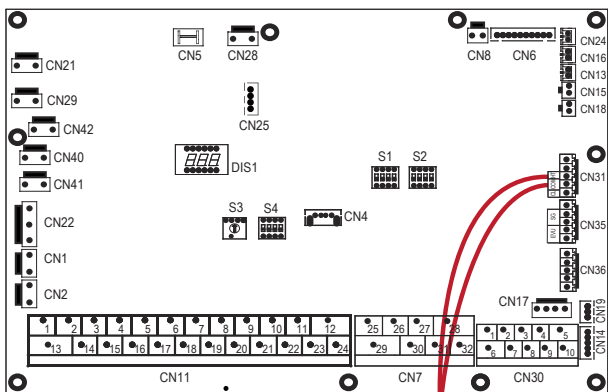 CN5
CN28
CN8
CN6
CN24
CN16
CN13
CN15
CN18
CN21
CN29
CN42
CN40
CN41
CN22
CN1
CN2
CN25
DIS1
S1
S2
S3
S4
CN4
CN31
CN35
SG
EVU
CN36
CN17
CN19
CN14
1 2 3 4 5 6 7 8 9 10 11 12
13 14 15 16 17 18 19 20 21 22 23 24
CN11
25 26 27 28
29 30 31 32
CN7
1 2 3 4 5
6 7 8 9 10
CN30